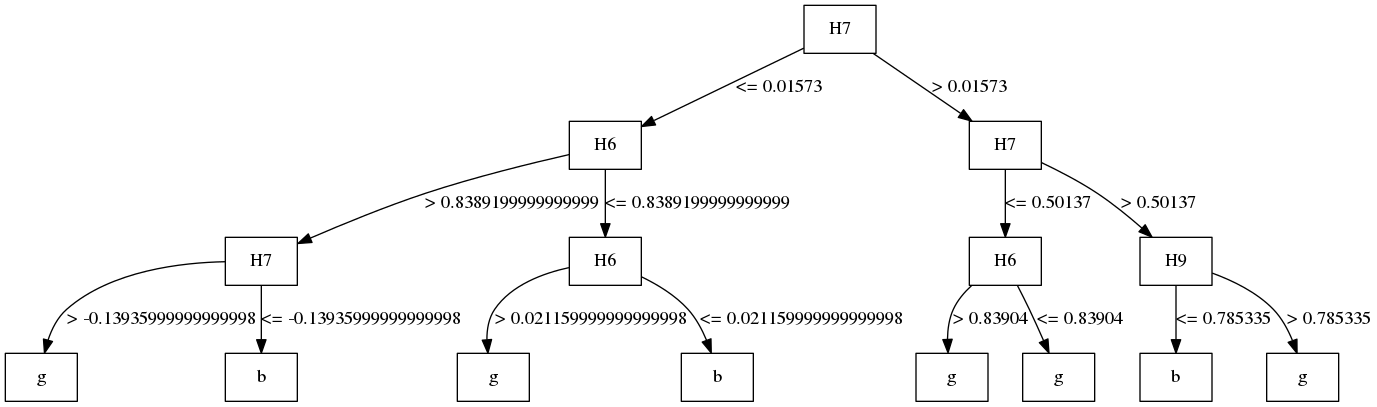 H7
<= 0.01573
> 0.01573
H6
H7
> 0.8389199999999999
<= 0.8389199999999999
<= 0.50137
> 0.50137
H7
H6
H6
H9
> -0.13935999999999998
<= -0.13935999999999998
> 0.021159999999999998
<= 0.021159999999999998
> 0.83904
<= 0.83904
<= 0.785335
> 0.785335
g
b
g
b
g
g
b
g